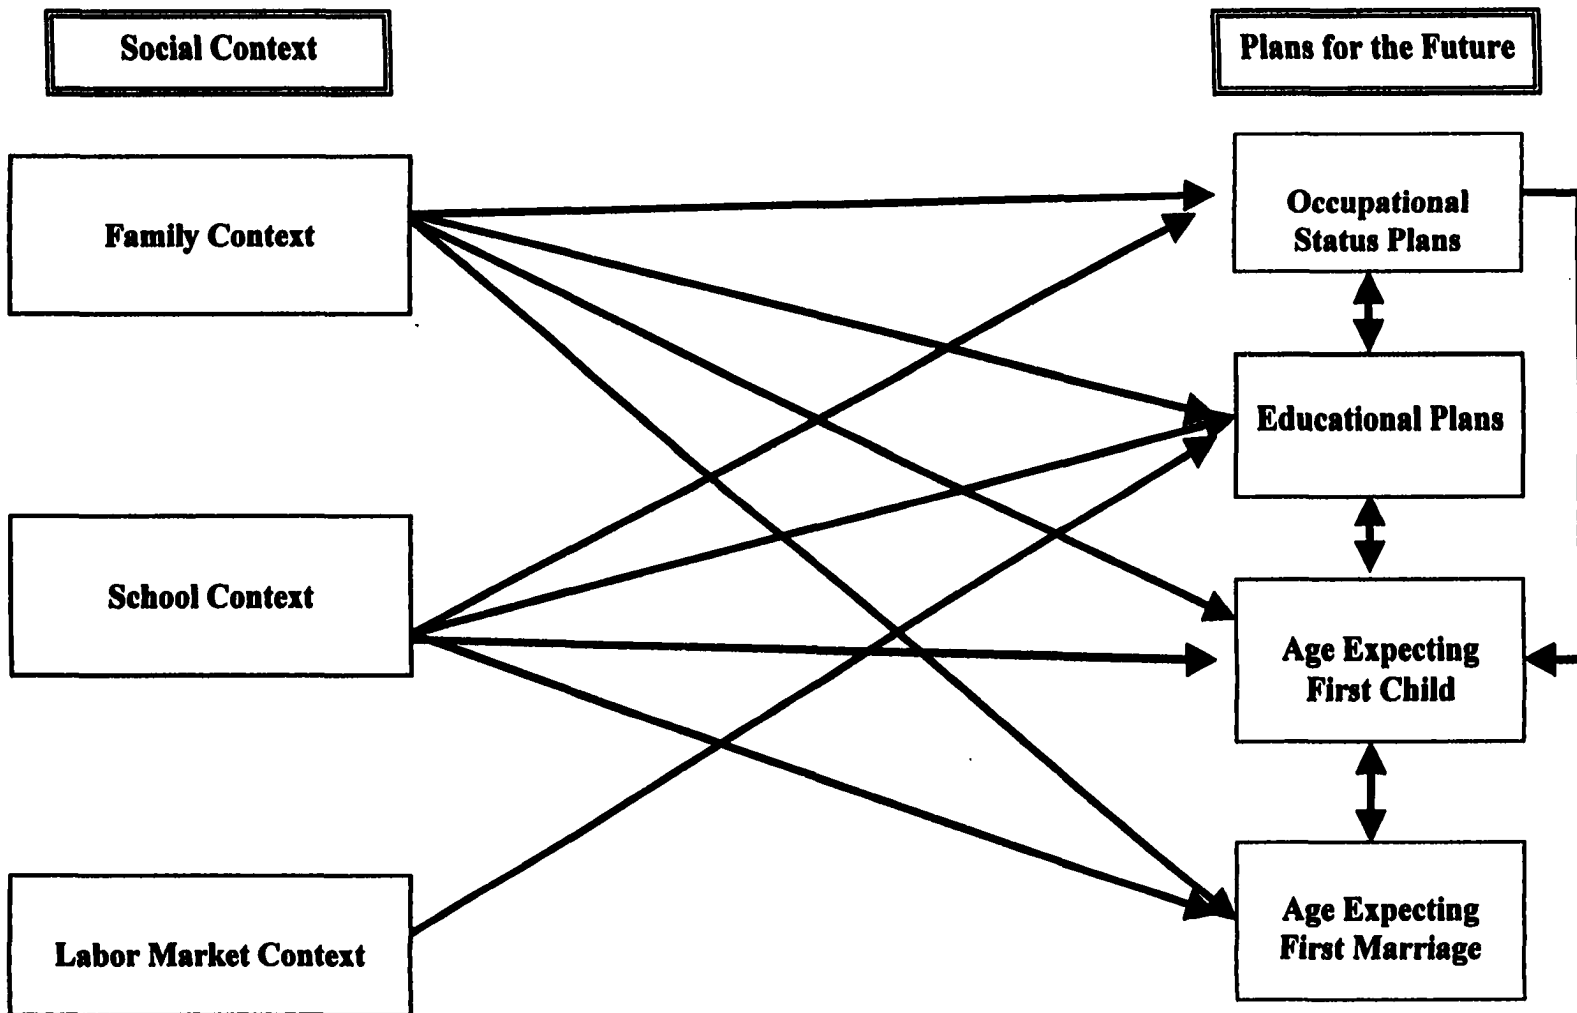 Social Context
Plans for the Future
Family Context
Occupational
Status Plans
Educational Plans
School Context
Age Expecting
First Child
Labor Market Context
Age Expecting
First Marriage